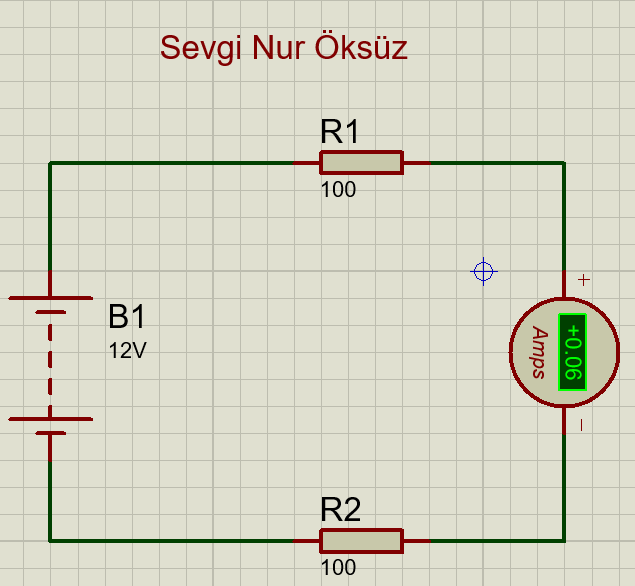 Sevgi Nur Öksüz
R1
100
B1
12V
+
+0.06
Amps
−
R2
100